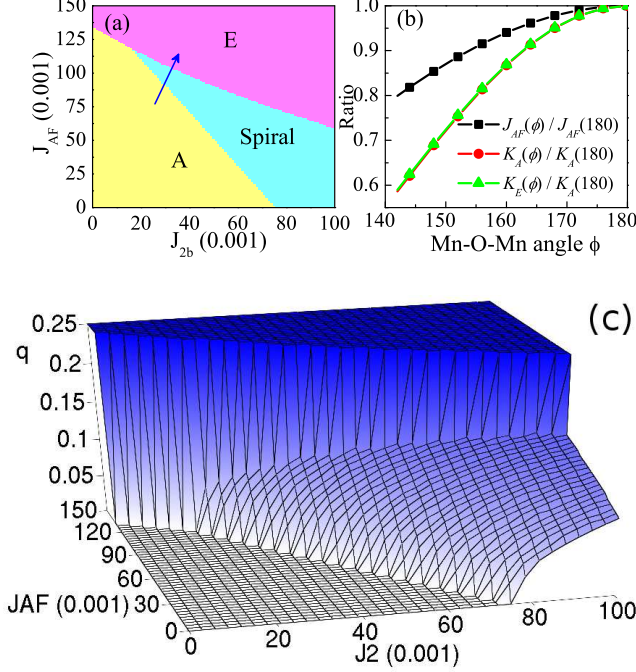 (a)
150
125
100
75
50
25
0
J_AF (0.001)
E
Spiral
A
0 20 40 60 80 100
J_2b (0.001)
(b)
1.0
0.9
0.8
0.7
0.6
Ratio
J_AF(ϕ) / J_AF(180)
K_A(ϕ) / K_A(180)
K_E(ϕ) / K_A(180)
140 150 160 170 180
Mn-O-Mn angle ϕ
(c)
q
0.25
0.2
0.15
0.1
0.05
150
120
90
60
30
0
JAF (0.001)
0 20 40 60 80 100
J2 (0.001)